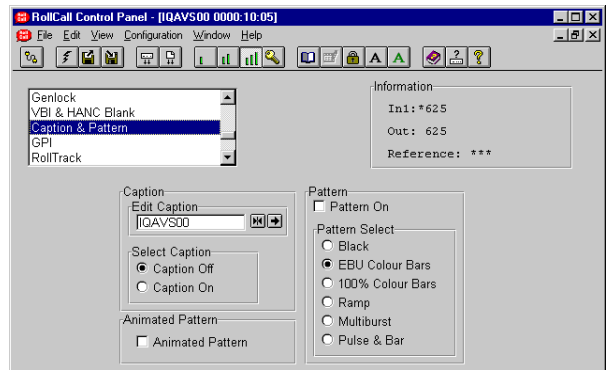 RollCall Control Panel - [IQAVS00 0000:10:05]
File Edit View Configuration Window Help
A A ?
Genlock
VBI & HANC Blank
Caption & Pattern
GPI
RollTrack
Information
In1:*625
Out: 625
Reference: ***
Caption
Edit Caption
IQAVS00
Select Caption
Caption Off
Caption On
Animated Pattern
Animated Pattern
Pattern
Pattern On
Pattern Select
Black
EBU Colour Bars
100% Colour Bars
Ramp
Multiburst
Pulse & Bar